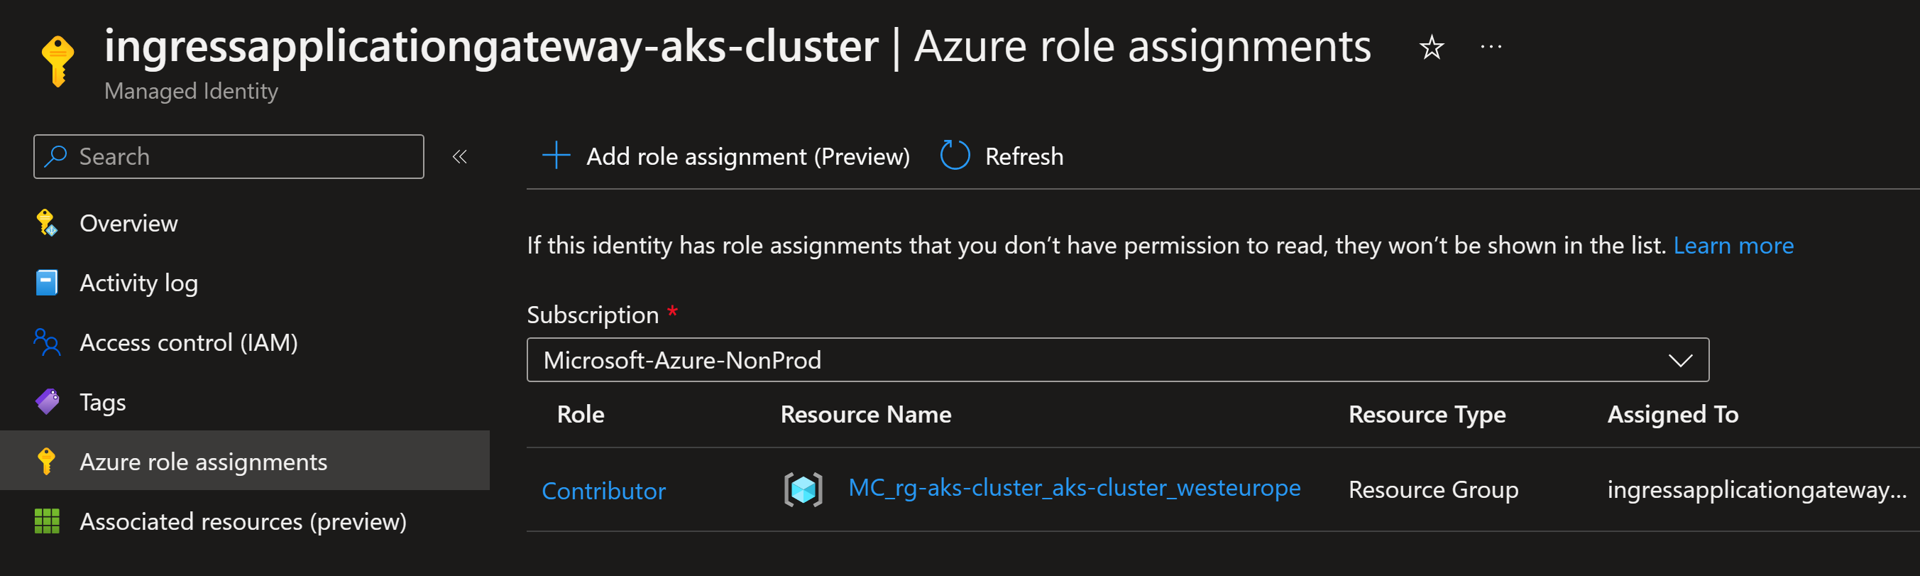 ingressapplicationgateway-aks-cluster | Azure role assignments
Managed Identity
Search
Overview
Activity log
Access control (IAM)
Tags
Azure role assignments
Associated resources (preview)
Add role assignment (Preview) Refresh
If this identity has role assignments that you don’t have permission to read, they won’t be shown in the list. Learn more
Subscription *
Microsoft-Azure-NonProd
Role Resource Name Resource Type Assigned To
Contributor MC_rg-aks-cluster_aks-cluster_westeurope Resource Group ingressapplicationgateway...